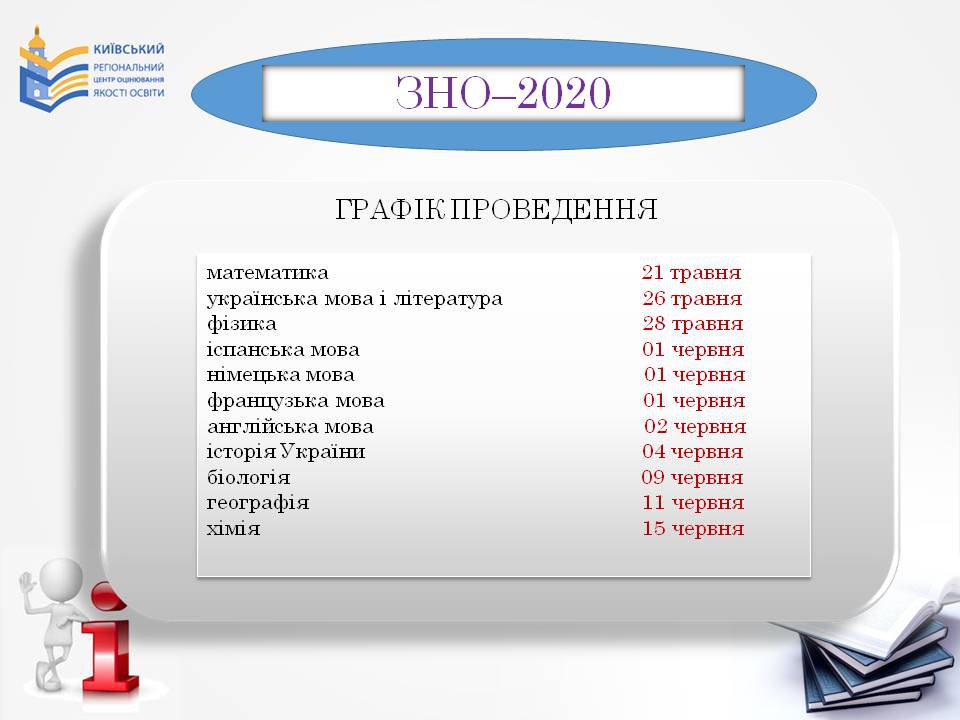 КИЇВСЬКИЙ
РЕГІОНАЛЬНИЙ
ЦЕНТР ОЦІНЮВАННЯ
ЯКОСТІ ОСВІТИ
ЗНО–2020
ГРАФІК ПРОВЕДЕННЯ
математика 21 травня
українська мова і література 26 травня
фізика 28 травня
іспанська мова 01 червня
німецька мова 01 червня
французька мова 01 червня
англійська мова 02 червня
історія України 04 червня
біологія 09 червня
географія 11 червня
хімія 15 червня